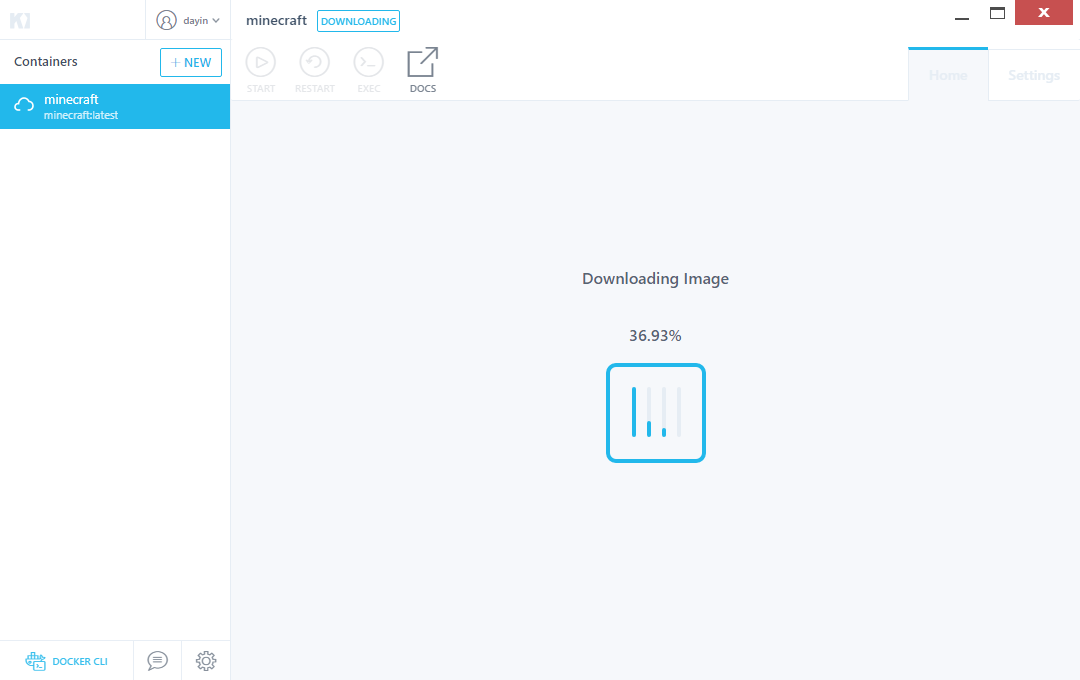 dayin
Containers
+ NEW
minecraft
minecraft:latest
DOCKER CLI
minecraft
DOWNLOADING
START
RESTART
EXEC
DOCS
Home
Settings
Downloading Image
36.93%